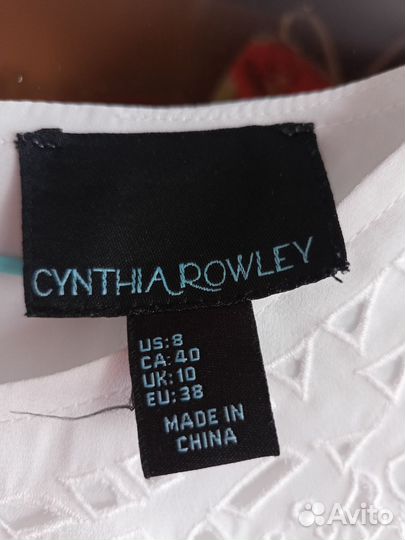 CYNTHIA ROWLEY
US: 8
CA: 40
UK: 10
EU: 38
MADE IN
CHINA
Avito